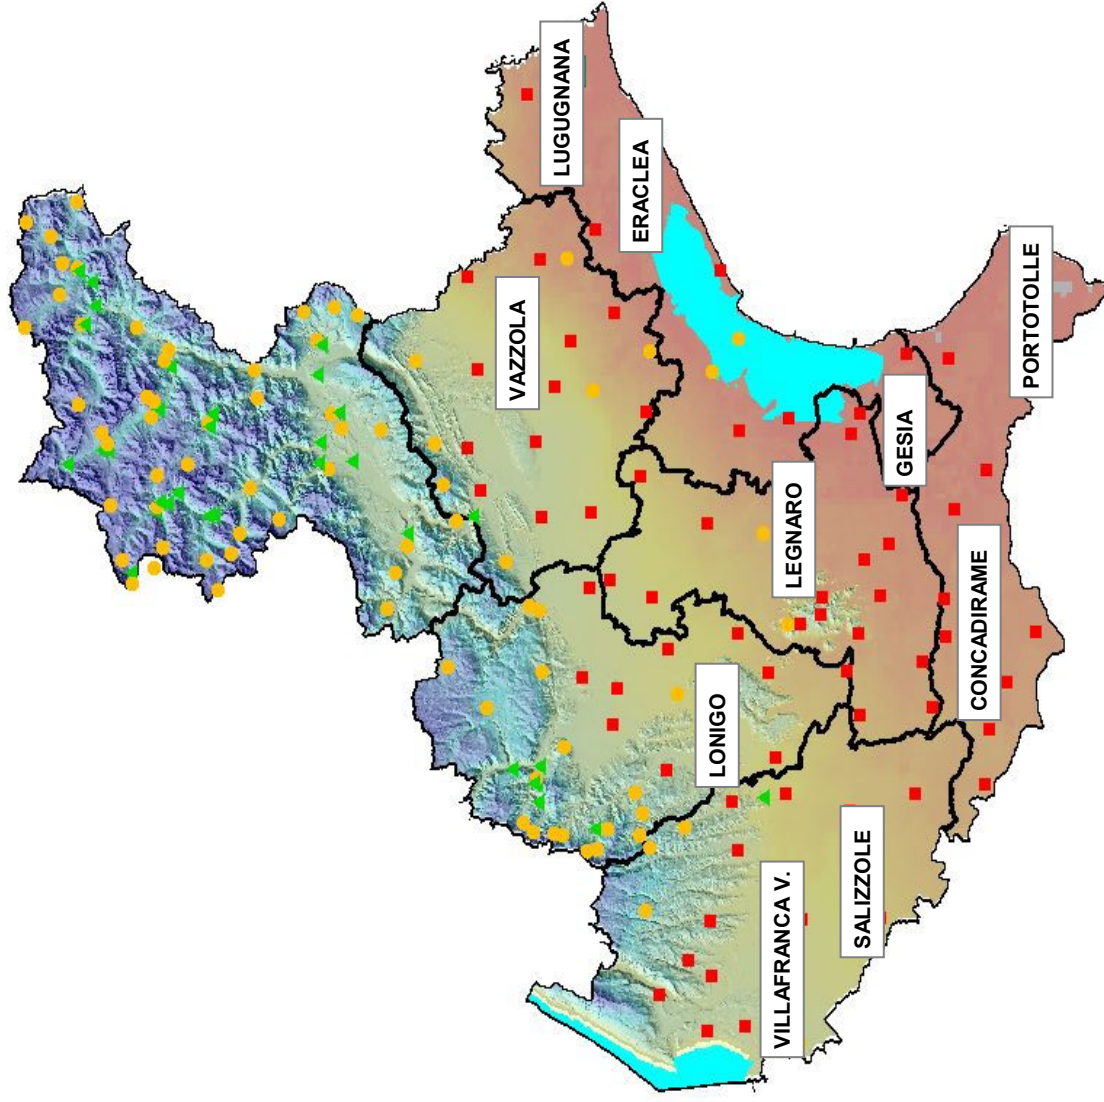 LUGUGNANA
ERACLEA
VAZZOLA
PORTOTOLLE
GESIA
LEGNARO
CONCADIRAME
LONIGO
SALIZZOLE
VILLAFRANCA V.